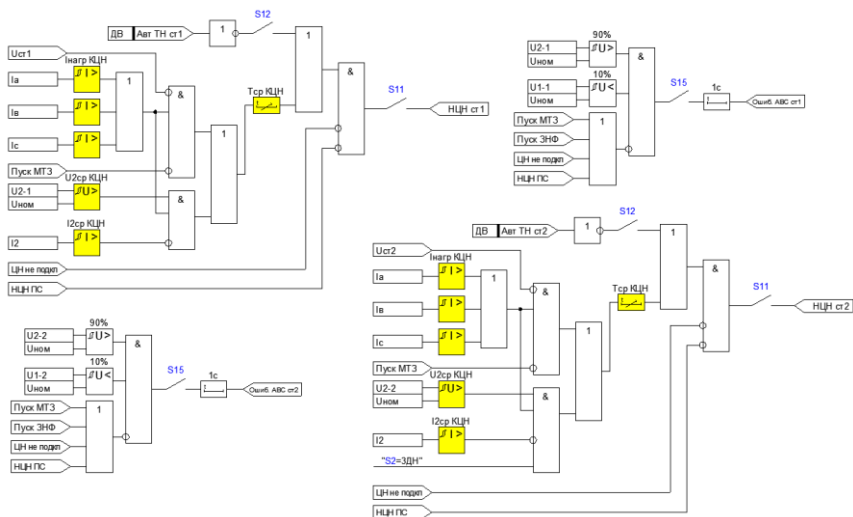 S12
ДВ Авт ТН ст1
1
1
Uст1
Iнагр КЦН
Iа
I >
1
&
Tср КЦН
&
S11
НЦН ст1
Iв
I >
Iс
I >
1
Пуск МТЗ
U2ср КЦН
U2-1
Uном
U>
&
I2ср КЦН
I2
I >
ЦН не подкл
НЦН ПС
90%
U2-1
Uном
U>
&
10%
U1-1
Uном
U<
S15
1с
Ошиб. АВС ст1
Пуск МТЗ
1
Пуск ЗНФ
ЦН не подкл
НЦН ПС
90%
U2-2
Uном
U>
&
10%
U1-2
Uном
U<
S15
1с
Ошиб. АВС ст2
Пуск МТЗ
1
Пуск ЗНФ
ЦН не подкл
НЦН ПС
S12
ДВ Авт ТН ст2
1
1
Uст2
Iнагр КЦН
Iа
I >
1
&
Tср КЦН
&
S11
НЦН ст2
Iв
I >
Iс
I >
1
Пуск МТЗ
U2ср КЦН
U2-2
Uном
U>
&
I2ср КЦН
I2
I >
"S2=ЗДН"
ЦН не подкл
НЦН ПС